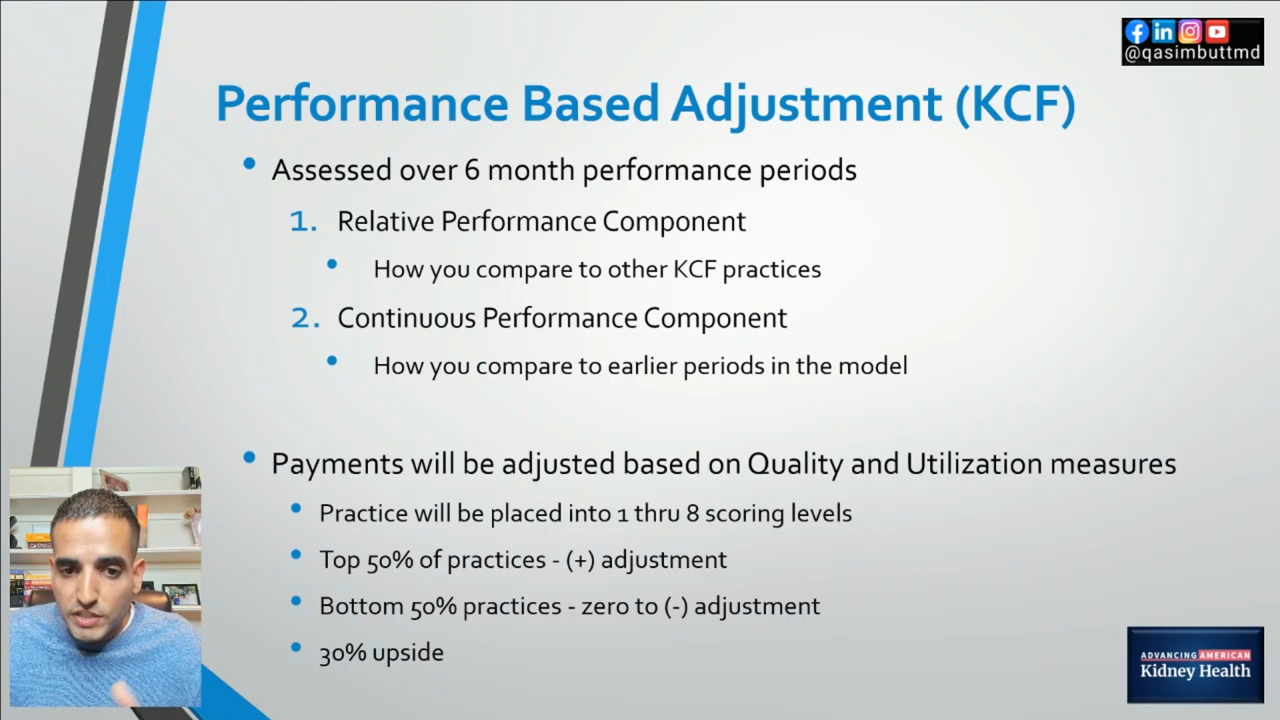 @qasimbuttmd
Performance Based Adjustment (KCF)
• Assessed over 6 month performance periods
1. Relative Performance Component
• How you compare to other KCF practices
2. Continuous Performance Component
• How you compare to earlier periods in the model
• Payments will be adjusted based on Quality and Utilization measures
• Practice will be placed into 1 thru 8 scoring levels
• Top 50% of practices - (+) adjustment
• Bottom 50% practices - zero to (-) adjustment
• 30% upside
ADVANCING AMERICAN
Kidney Health